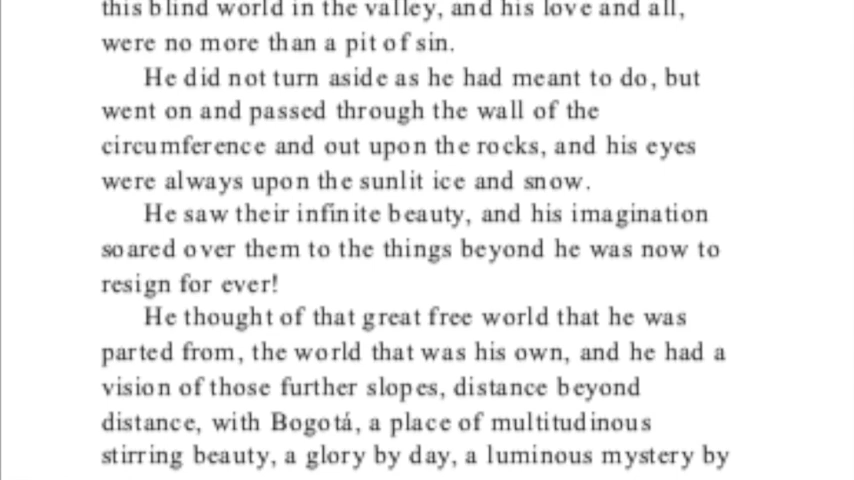 this blind world in the valley, and his love and all,
were no more than a pit of sin.
He did not turn aside as he had meant to do, but
went on and passed through the wall of the
circumference and out upon the rocks, and his eyes
were always upon the sunlit ice and snow.
He saw their infinite beauty, and his imagination
soared over them to the things beyond he was now to
resign for ever!
He thought of that great free world that he was
parted from, the world that was his own, and he had a
vision of those further slopes, distance beyond
distance, with Bogotá, a place of multitudinous
stirring beauty, a glory by day, a luminous mystery by